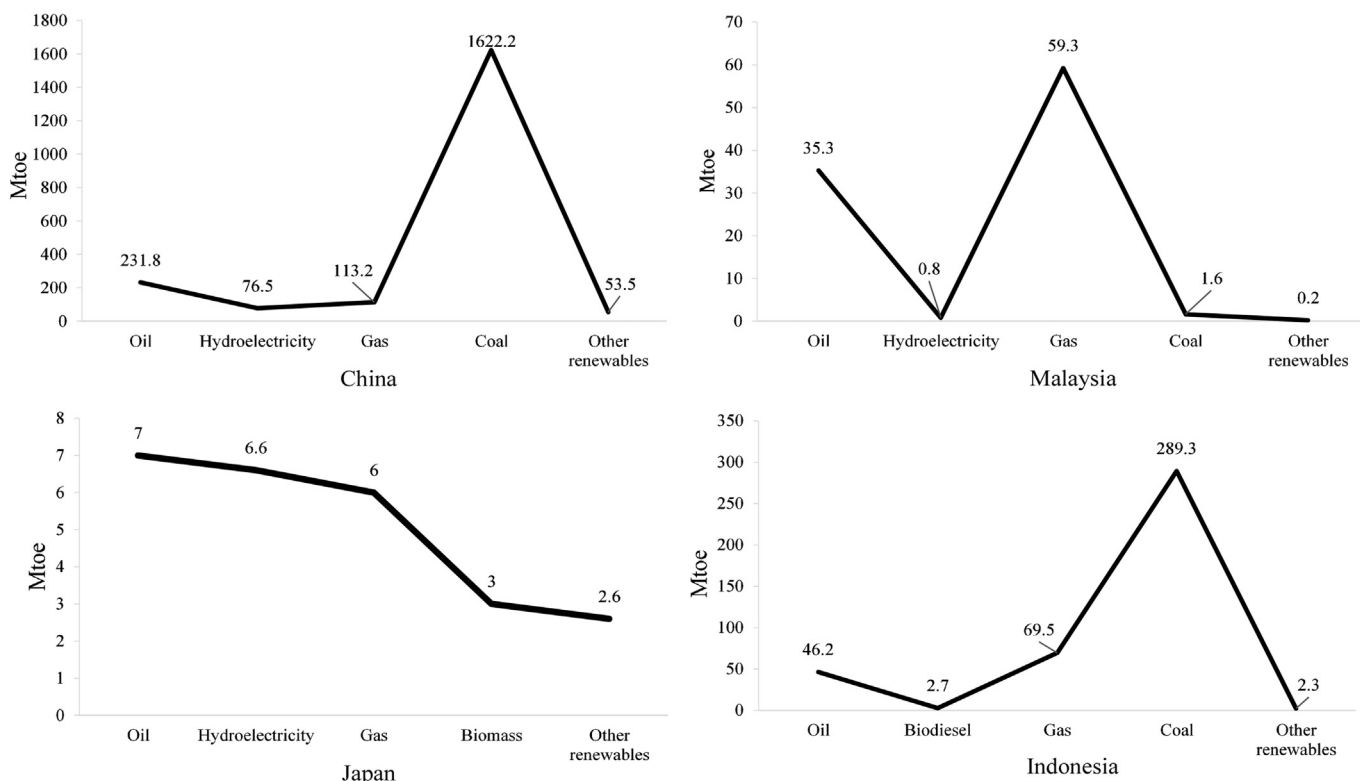 1800
1600
1400
1200
1000
800
600
400
200
0
Mtoe
231.8
76.5
113.2
1622.2
53.5
Oil
Hydroelectricity
Gas
Coal
Other
renewables
China
70
60
50
40
30
20
10
0
Mtoe
35.3
0.8
59.3
1.6
0.2
Oil
Hydroelectricity
Gas
Coal
Other
renewables
Malaysia
8
7
6
5
4
3
2
1
0
Mtoe
7
6.6
6
3
2.6
Oil
Hydroelectricity
Gas
Biomass
Other
renewables
Japan
350
300
250
200
150
100
50
0
Mtoe
46.2
2.7
69.5
289.3
2.3
Oil
Biodiesel
Gas
Coal
Other
renewables
Indonesia